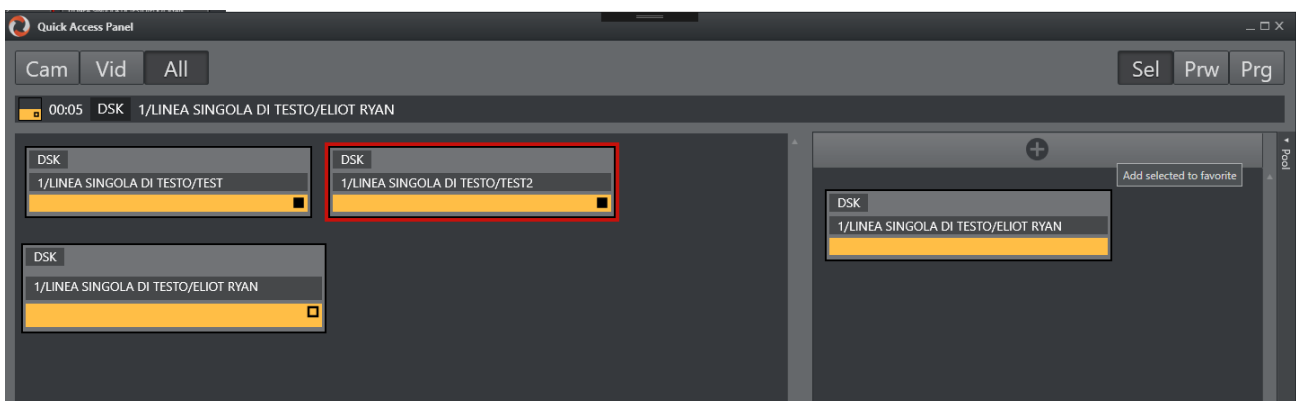 Quick Access Panel
Cam Vid All
Sel Prw Prg
00:05 DSK 1/LINEA SINGOLA DI TESTO/ELIOT RYAN
DSK
1/LINEA SINGOLA DI TESTO/TEST
DSK
1/LINEA SINGOLA DI TESTO/TEST2
DSK
1/LINEA SINGOLA DI TESTO/ELIOT RYAN
Pool
Add selected to favorite
DSK
1/LINEA SINGOLA DI TESTO/ELIOT RYAN